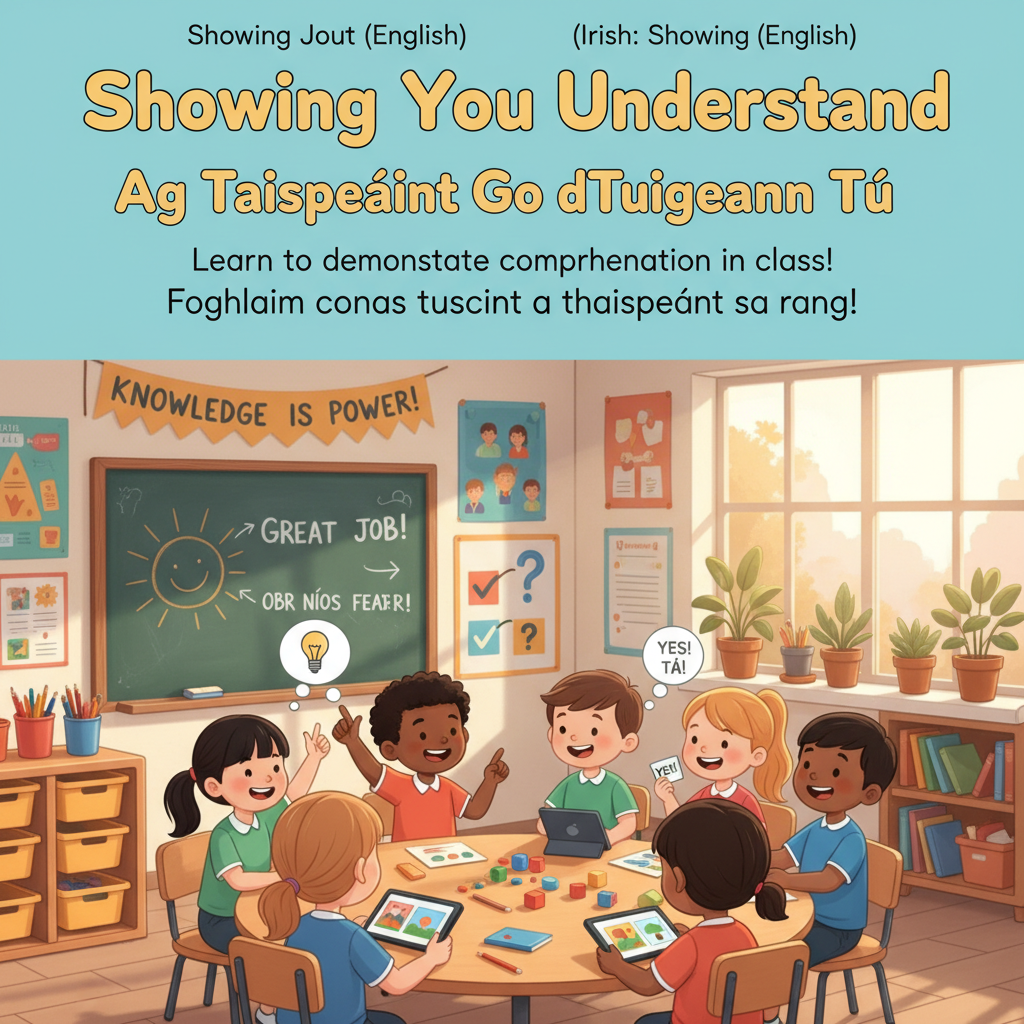 Showing Jout (English)
(Irish: Showing (English)
Showing You Understand
Ag Taispeáint Go dTuigeann Tú
Learn to demonstate comprhenation in class!
Foghlaim conas tuscint a thaispeánt sa rang!
KNOWLEDGE IS POWER!
GREAT JOB!
OBR NÍOS FEAFR!
?
?
YES!
TÁ!